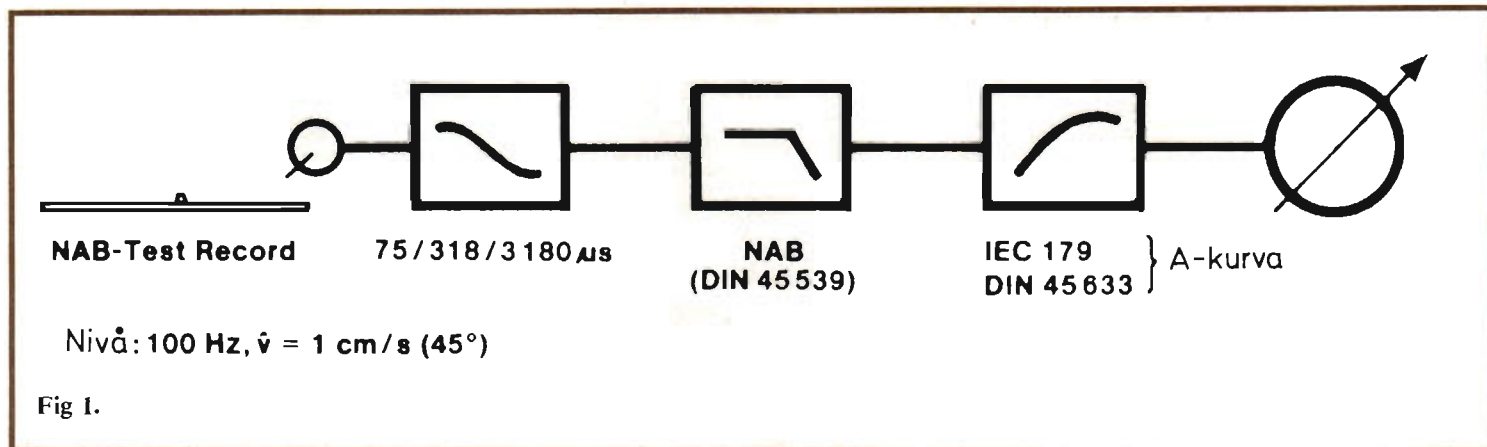 NAB-Test Record
75/318/3180 µs
NAB
(DIN 45539)
IEC 179
DIN 45633
A-kurva
Nivå: 100 Hz, v̂ = 1 cm/s (45°)
Fig 1.